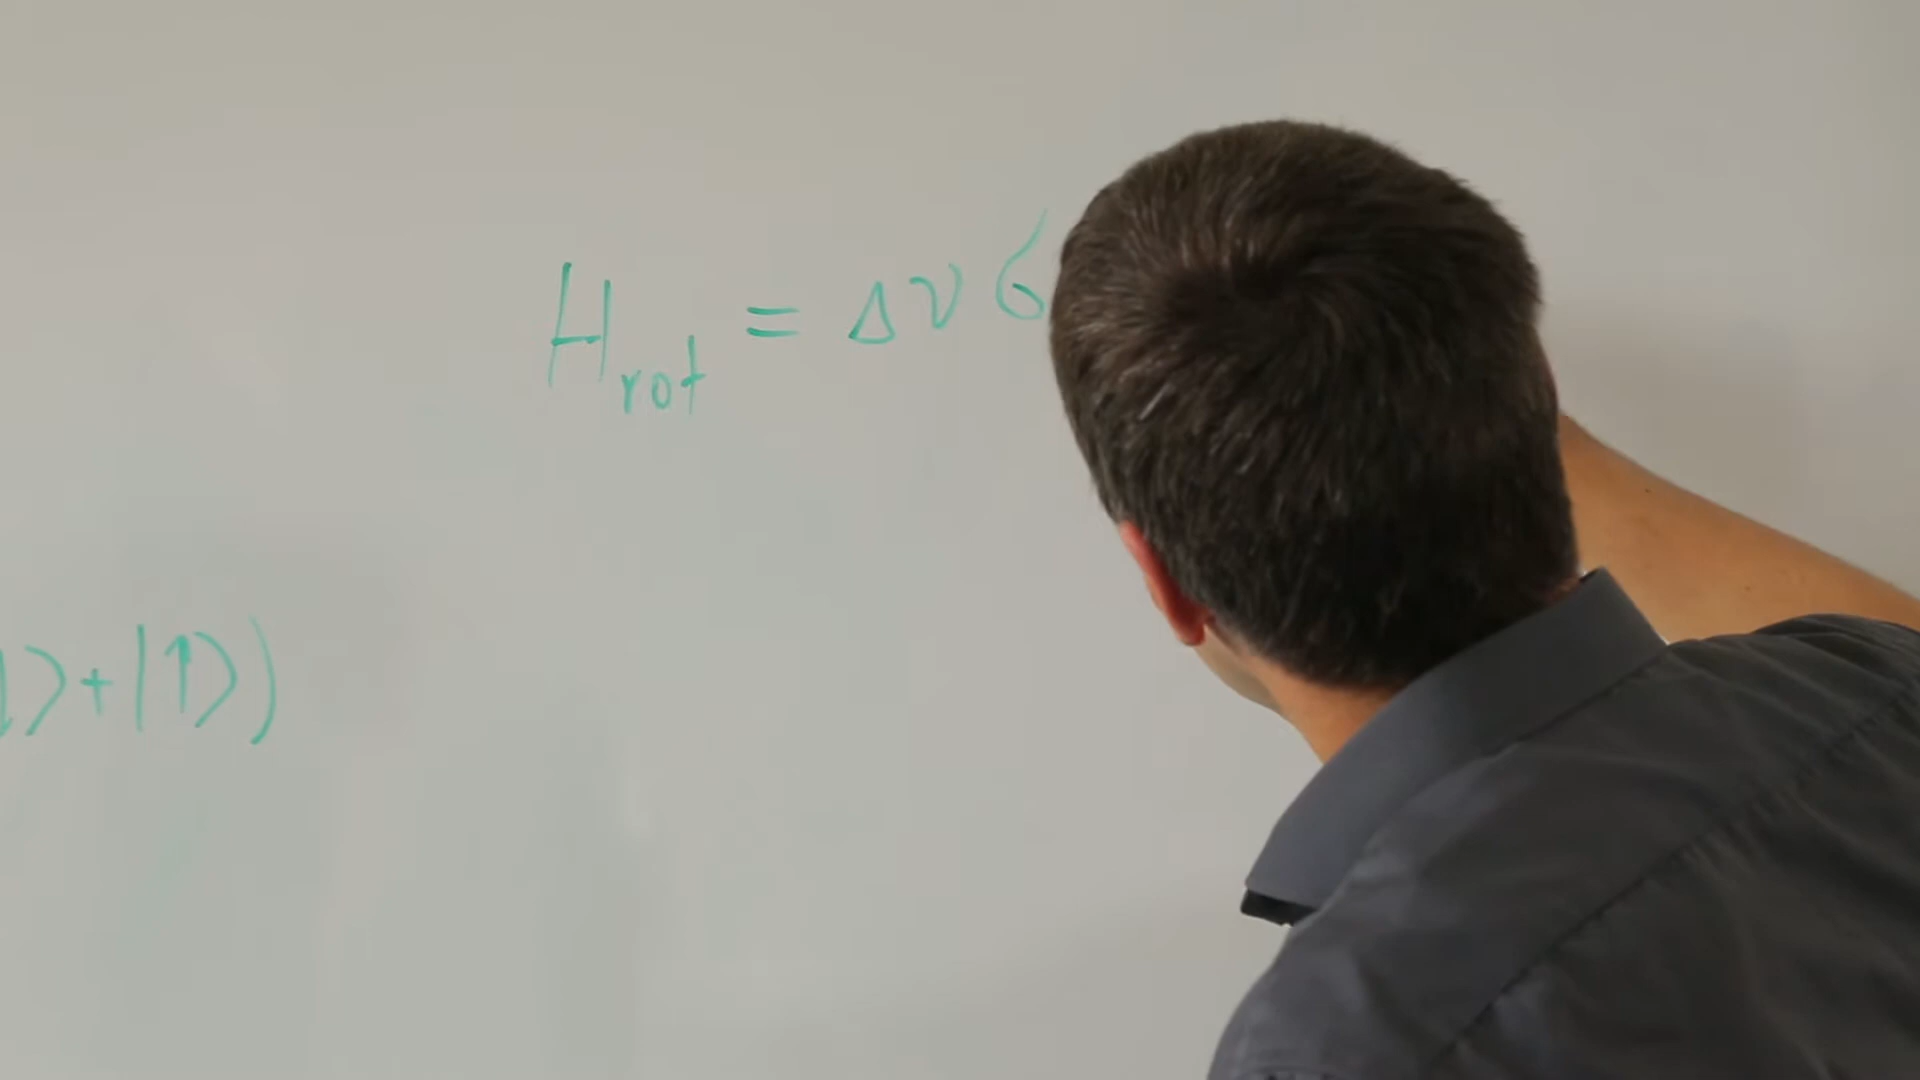 H_rot = Δν σ
⟩+|↑⟩)